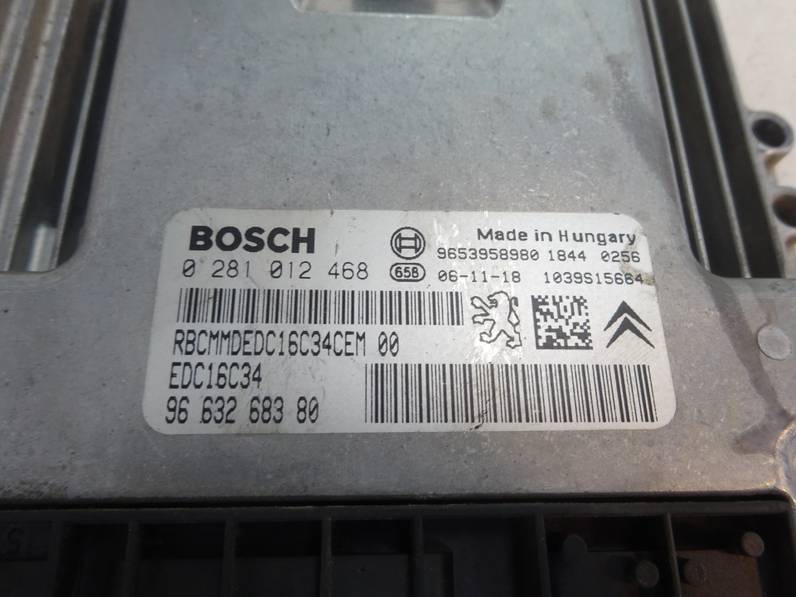 BOSCH
Made in Hungary
0 281 012 468
9653958980 1844 0256
658 06-11-18 1039S15664
RBCMMDEDC16C34CEM 00
EDC16C34
96 632 683 80